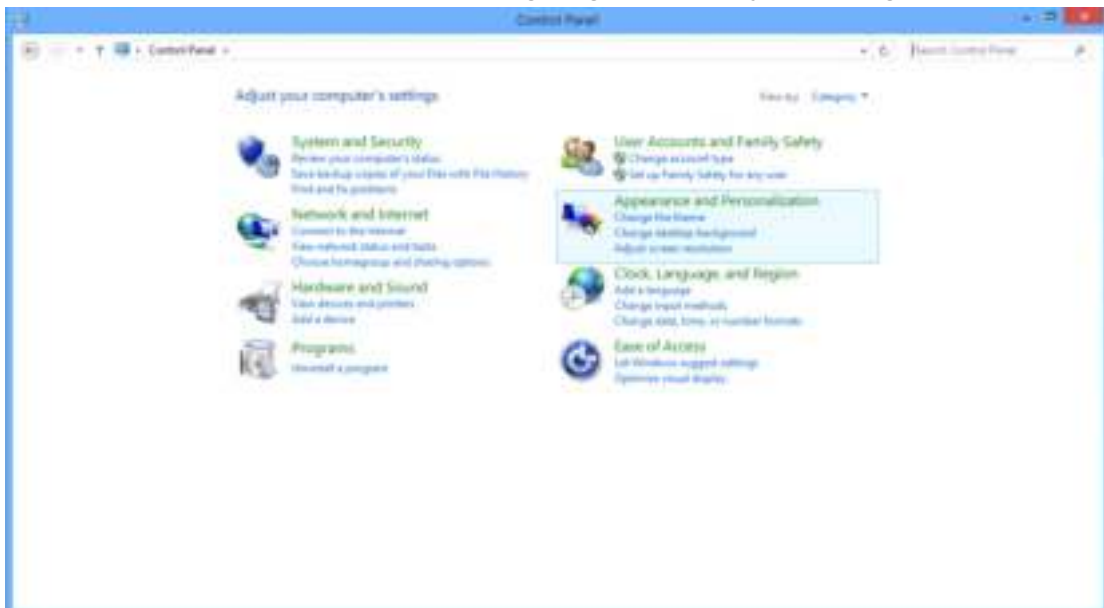 Control Panel
Control Panel
Search Control Panel
Adjust your computer's settings
View by: Category
System and Security
Review your computer's status
Save backup copies of your files with File History
Find and fix problems
Network and Internet
Connect to the Internet
View network status and tasks
Choose homegroup and sharing options
Hardware and Sound
View devices and printers
Add a device
Programs
Uninstall a program
User Accounts and Family Safety
Change account type
Set up Family Safety for any user
Appearance and Personalization
Change the theme
Change desktop background
Adjust screen resolution
Clock, Language, and Region
Add a language
Change input methods
Change date, time, or number formats
Ease of Access
Let Windows suggest settings
Optimize visual display